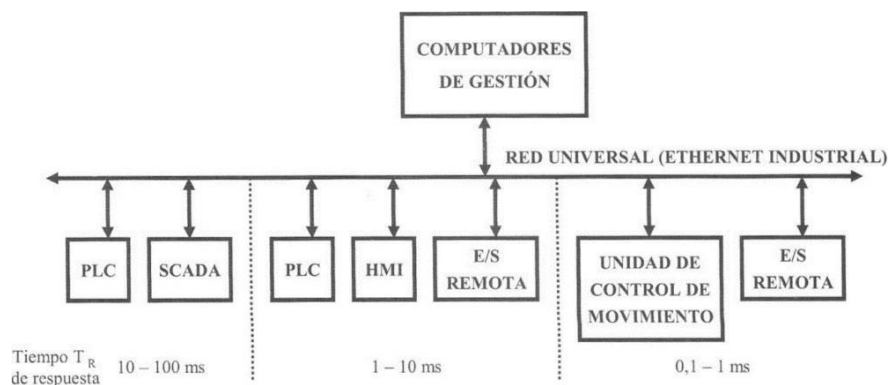 COMPUTADORES
DE GESTIÓN
RED UNIVERSAL (ETHERNET INDUSTRIAL)
PLC
SCADA
PLC
HMI
E/S
REMOTA
UNIDAD DE
CONTROL DE
MOVIMIENTO
E/S
REMOTA
Tiempo T R
de respuesta
10 – 100 ms
1 – 10 ms
0,1 – 1 ms